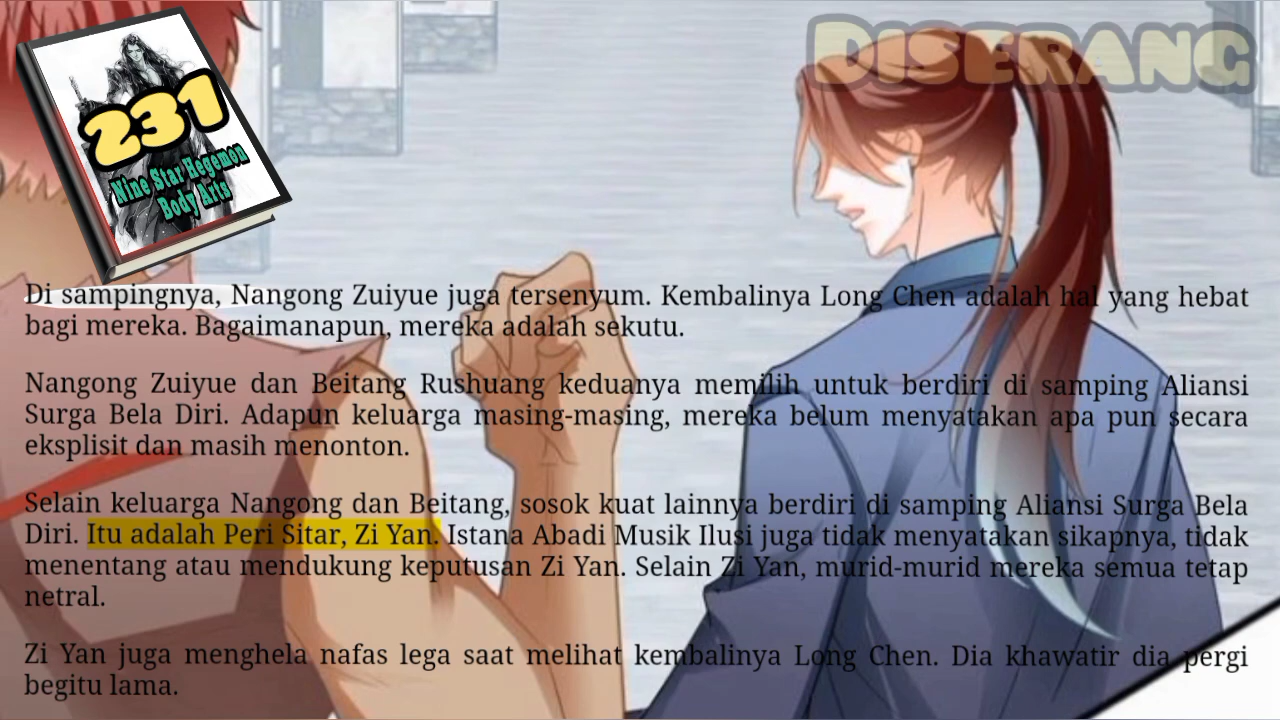 DISERANG
231
Nine Star Hegemon
Body Arts
Di sampingnya, Nangong Zuiyue juga tersenyum. Kembalinya Long Chen adalah hal yang hebat
bagi mereka. Bagaimanapun, mereka adalah sekutu.
Nangong Zuiyue dan Beitang Rushuang keduanya memilih untuk berdiri di samping Aliansi
Surga Bela Diri. Adapun keluarga masing-masing, mereka belum menyatakan apa pun secara
eksplisit dan masih menonton.
Selain keluarga Nangong dan Beitang, sosok kuat lainnya berdiri di samping Aliansi Surga Bela
Diri. Itu adalah Peri Sitar, Zi Yan. Istana Abadi Musik Ilusi juga tidak menyatakan sikapnya, tidak
menentang atau mendukung keputusan Zi Yan. Selain Zi Yan, murid-murid mereka semua tetap
netral.
Zi Yan juga menghela nafas lega saat melihat kembalinya Long Chen. Dia khawatir dia pergi
begitu lama.